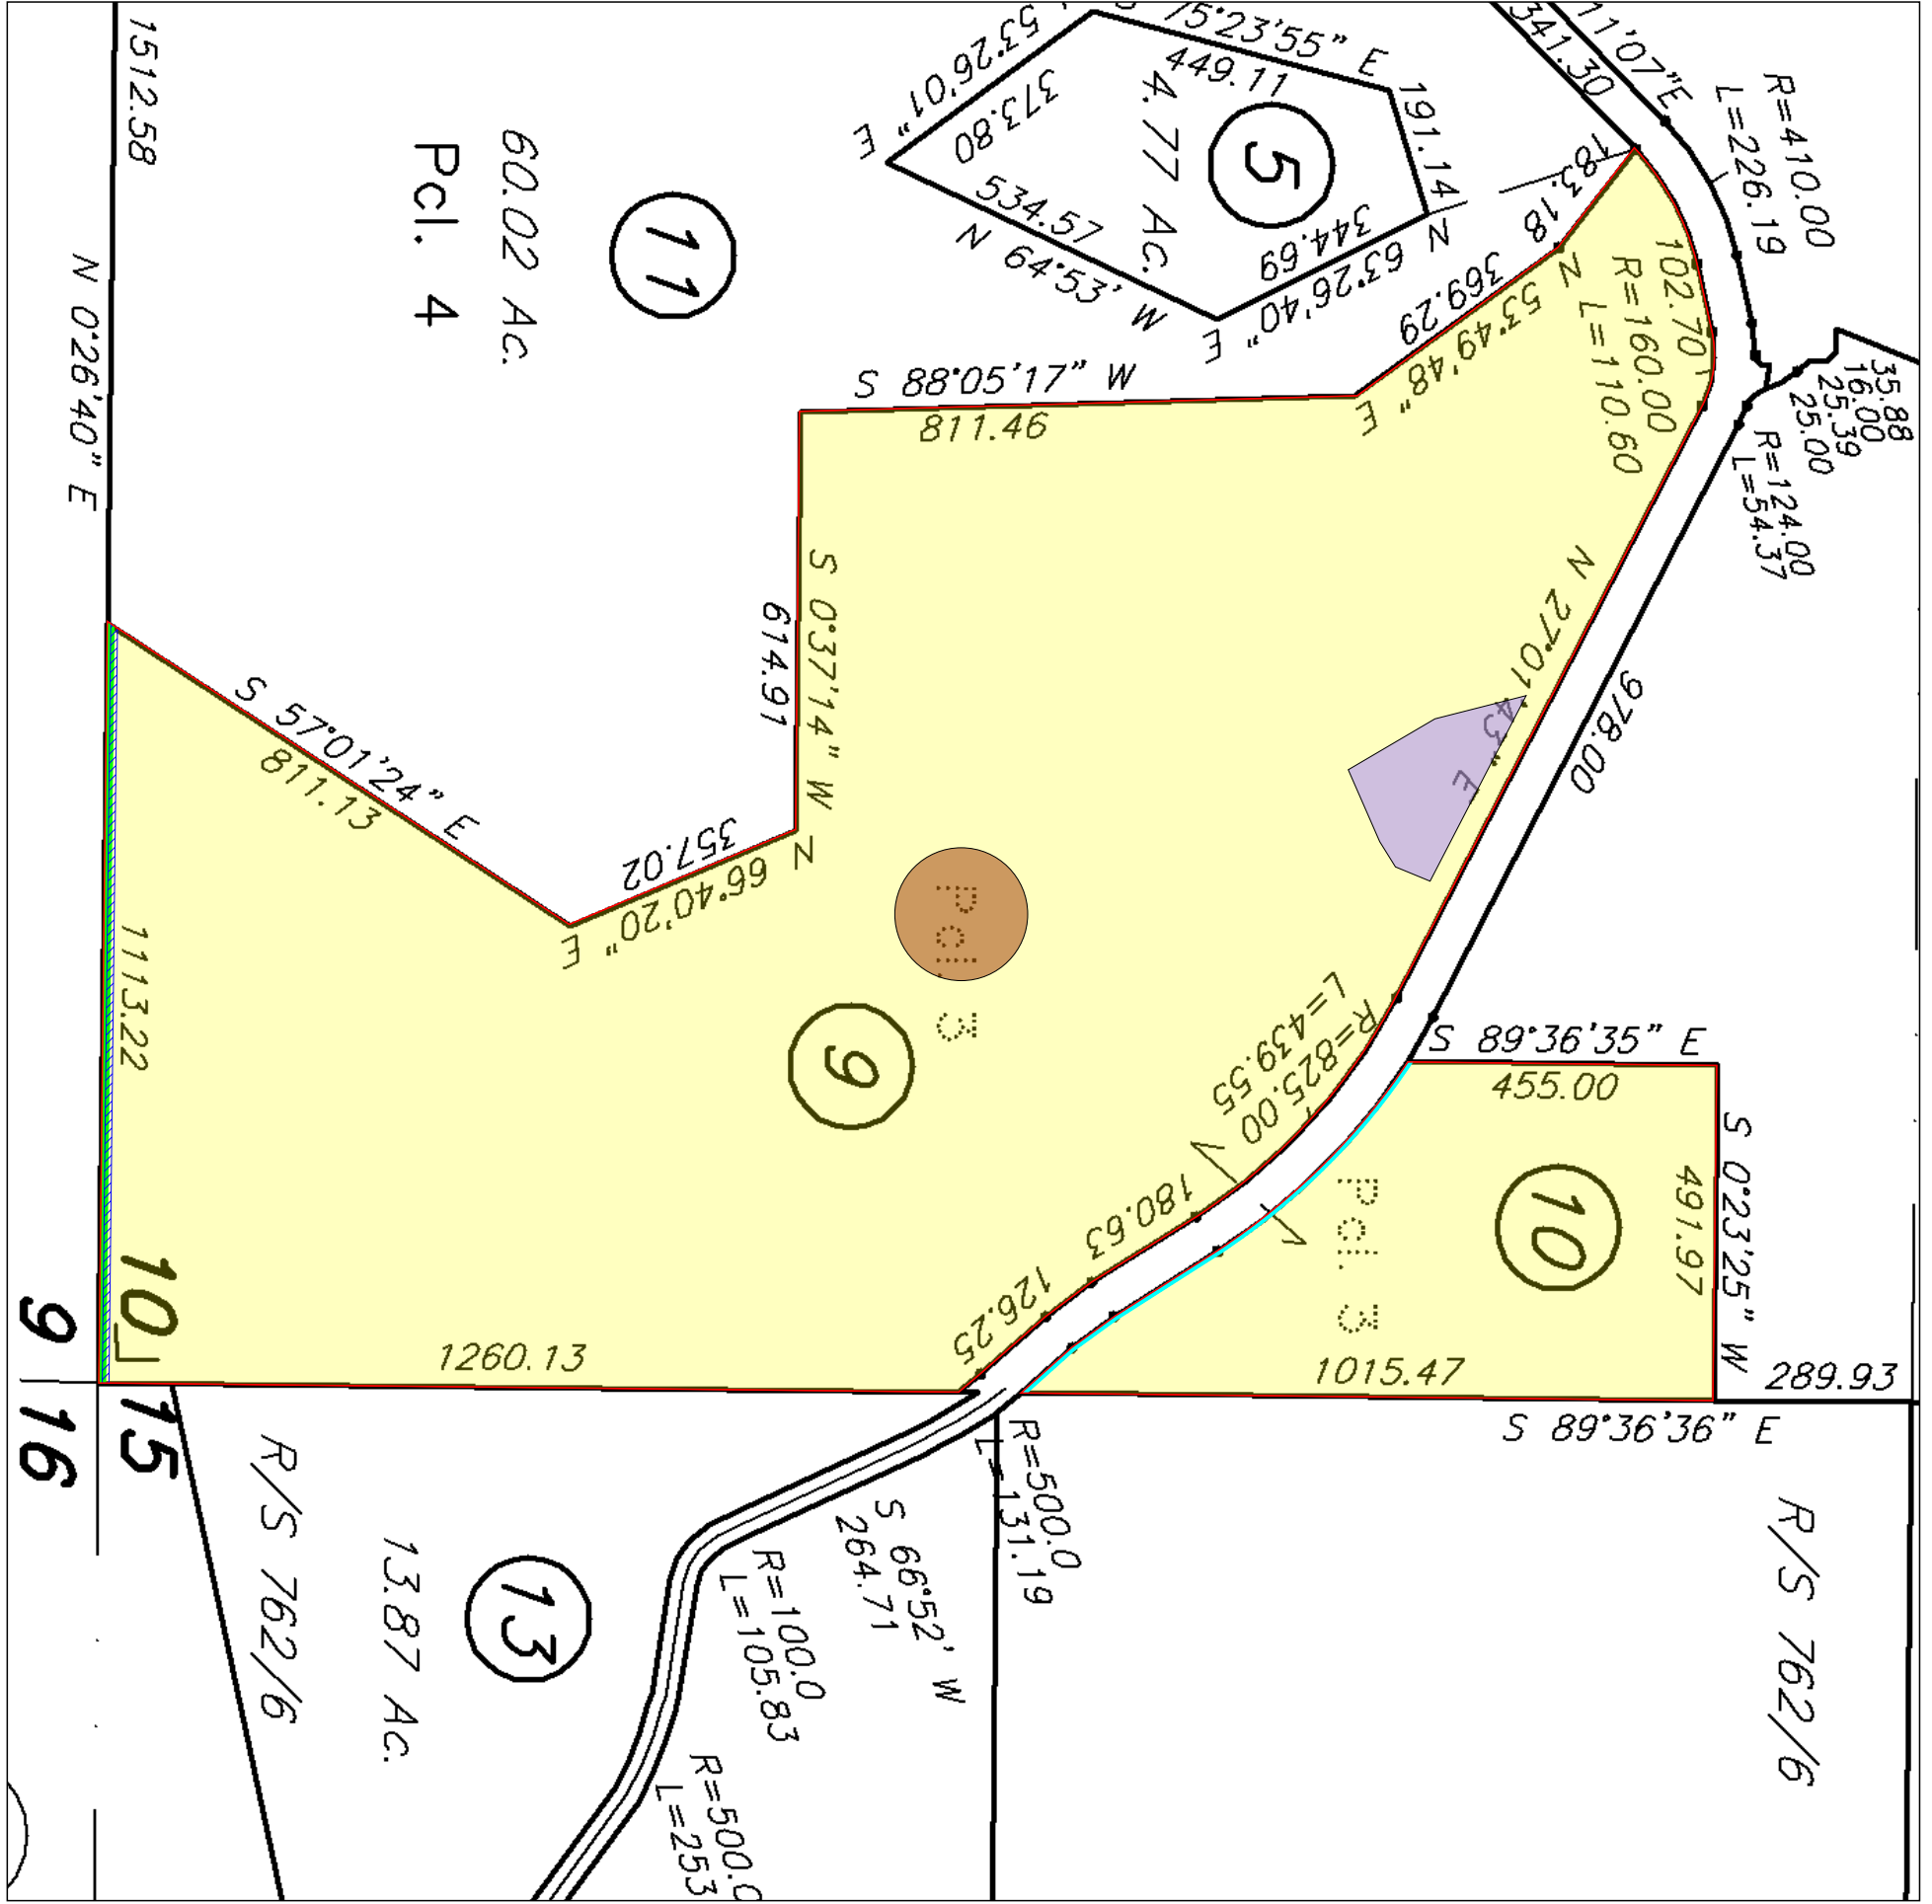 1512.58
N 0°26'40" E
60.02 Ac.
Pcl. 4
11
53°26'01" E
373.80
75°23'55" E
449.11
4.77 Ac.
5
191.14
534.57
N 64°53' W
344.69
N 63°26'40" E
341.30
11'07"E
R=410.00
L=226.19
183.18
369.29
N 53°49'48" E
102.70
R=160.00
L=110.60
35.88
16.00
25.39
25.00
R=124.00
L=54.37
S 88°05'17" W
811.46
S 0°37'14" W
614.91
N 27°01'43" E
978.00
S 57°01'24" E
811.13
357.02
N 66°40'20" E
Pcl. 3
9
1113.22
R=825.00
L=439.55
180.63
126.25
S 89°36'35" E
455.00
S 0°23'25" W
491.97
10
Pcl. 3
1260.13
1015.47
289.93
S 89°36'36" E
9
10
16
15
R/S 762/6
13.87 Ac.
13
R=500.0
L=131.19
S 66°52' W
264.71
R=100.0
L=105.83
R=500.0
L=253
R/S 762/6